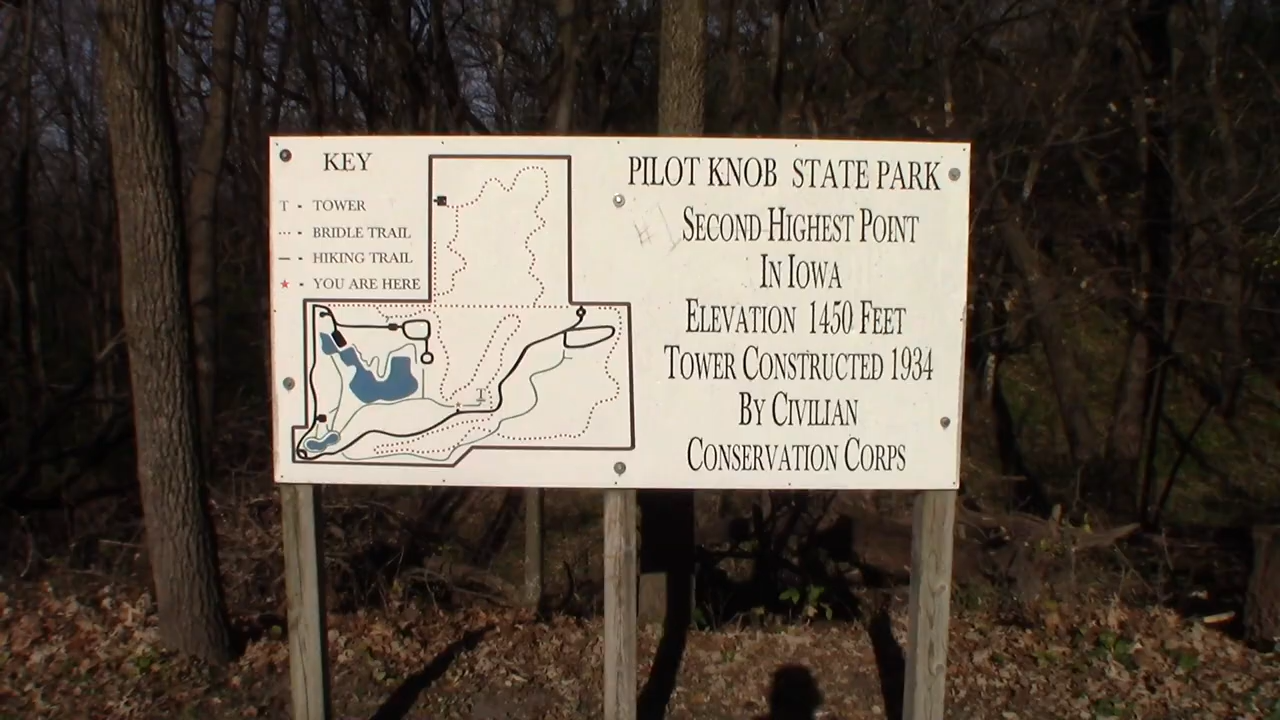 KEY
T - TOWER
BRIDLE TRAIL
HIKING TRAIL
★ - YOU ARE HERE
T
PILOT KNOB STATE PARK
#1
SECOND HIGHEST POINT
IN IOWA
ELEVATION 1450 FEET
TOWER CONSTRUCTED 1934
BY CIVILIAN
CONSERVATION CORPS